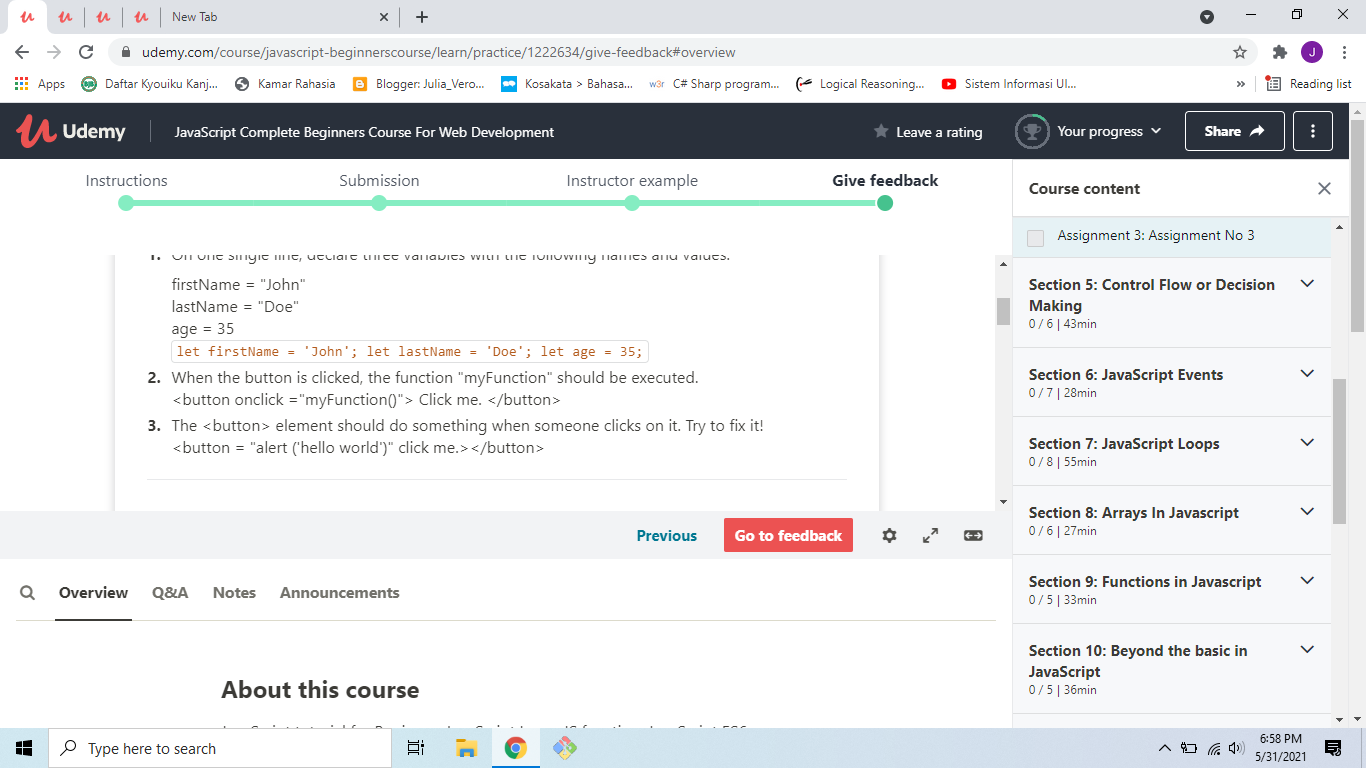 New Tab
udemy.com/course/javascript-beginnerscourse/learn/practice/1222634/give-feedback#overview
J
Apps
Daftar Kyouiku Kanj...
Kamar Rahasia
Blogger: Julia_Vero...
Kosakata > Bahasa...
w3r
C# Sharp program...
Logical Reasoning...
Sistem Informasi UI...
»
Reading list
Udemy
JavaScript Complete Beginners Course For Web Development
Leave a rating
Your progress
Share
Instructions
Submission
Instructor example
Give feedback
1. On one single line, declare three variables with the following names and values.
firstName = "John"
lastName = "Doe"
age = 35
let firstName = 'John'; let lastName = 'Doe'; let age = 35;
2. When the button is clicked, the function "myFunction" should be executed.
<button onclick ="myFunction()"> Click me. </button>
3. The <button> element should do something when someone clicks on it. Try to fix it!
<button = "alert ('hello world')" click me.></button>
Previous
Go to feedback
Overview
Q&A
Notes
Announcements
About this course
Course content
Assignment 3: Assignment No 3
Section 5: Control Flow or Decision
Making
0 / 6 | 43min
Section 6: JavaScript Events
0 / 7 | 28min
Section 7: JavaScript Loops
0 / 8 | 55min
Section 8: Arrays In Javascript
0 / 6 | 27min
Section 9: Functions in Javascript
0 / 5 | 33min
Section 10: Beyond the basic in
JavaScript
0 / 5 | 36min
Type here to search
6:58 PM
5/31/2021